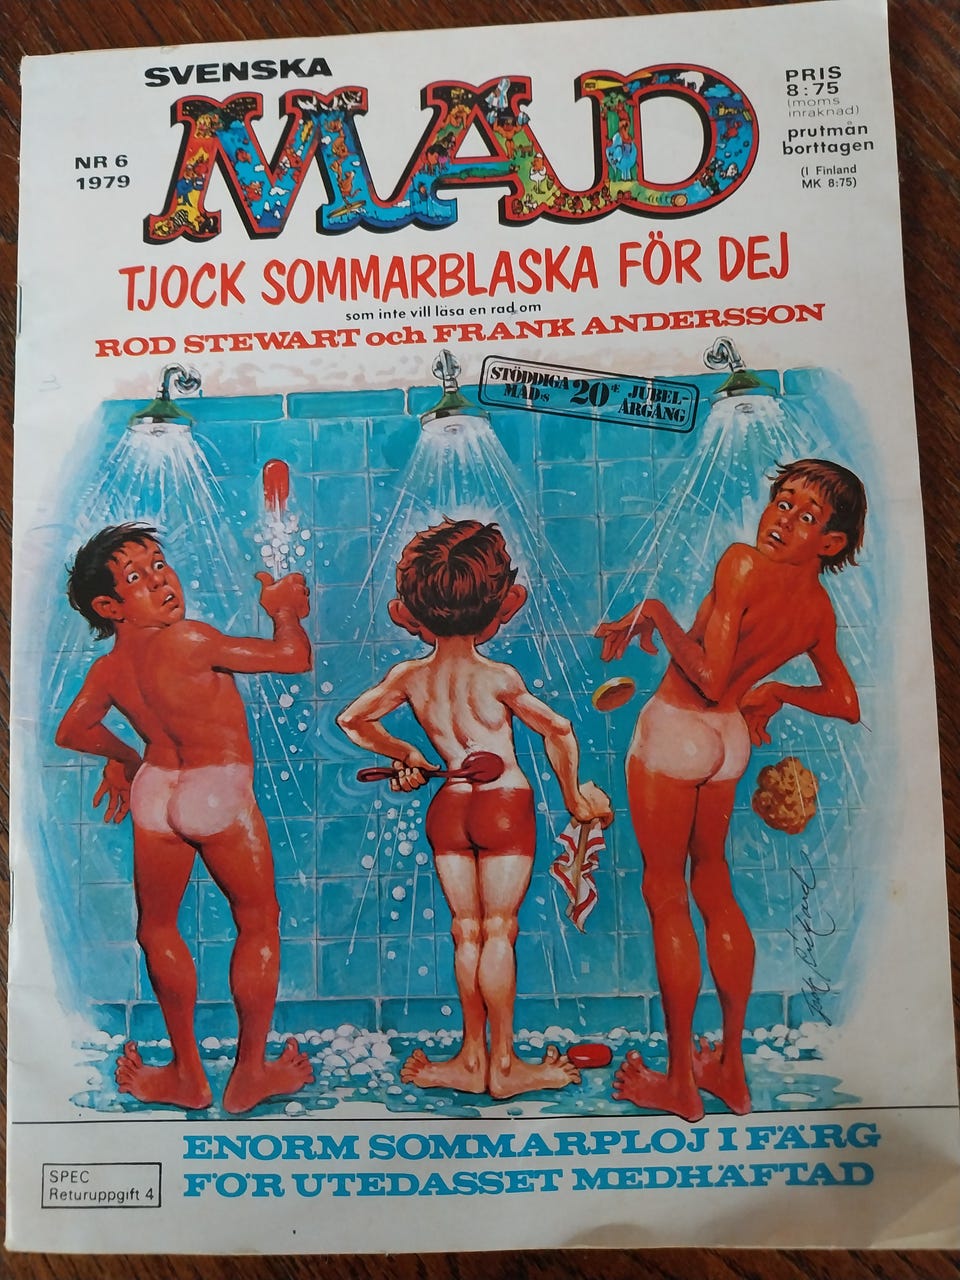 SVENSKA
MAD
NR 6
1979
PRIS
8:75
(moms
inräknad)
prutmån
borttagen
(I Finland
MK 8:75)
TJOCK SOMMARBLASKA FÖR DEJ
som inte vill läsa en rad om
ROD STEWART och FRANK ANDERSSON
STÖDDIGA MAD:s 20e JUBEL-ÅRGÅNG
ENORM SOMMARPLOJ I FÄRG
FÖR UTEDASSET MEDHÄFTAD
SPEC
Returuppgift 4